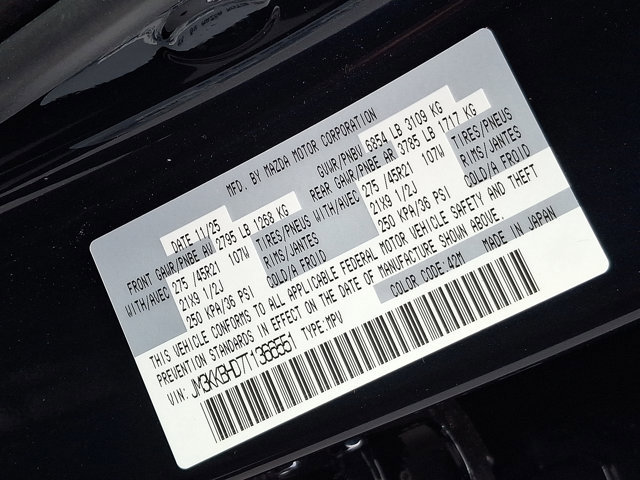 MFD. BY MAZDA MOTOR CORPORATION
DATE 11/25 GVWR/PNBV 6854 LB 3109 KG
FRONT GAWR/PNBE AV 2795 LB 1268 KG REAR GAWR/PNBE AR 3785 LB 1717 KG
WITH/AVEC 275 /45R21 107W TIRES/PNEUS WITH/AVEC 275 /45R21 107W TIRES/PNEUS
21X9 1/2J RIMS/JANTES 21X9 1/2J RIMS/JANTES
250 KPA/36 PSI COLD/A FROID 250 KPA/36 PSI COLD/A FROID
THIS VEHICLE CONFORMS TO ALL APPLICABLE FEDERAL MOTOR VEHICLE SAFETY AND THEFT
PREVENTION STANDARDS IN EFFECT ON THE DATE OF MANUFACTURE SHOWN ABOVE.
VIN: TYPE:MPV COLOR CODE:42M MADE IN JAPAN